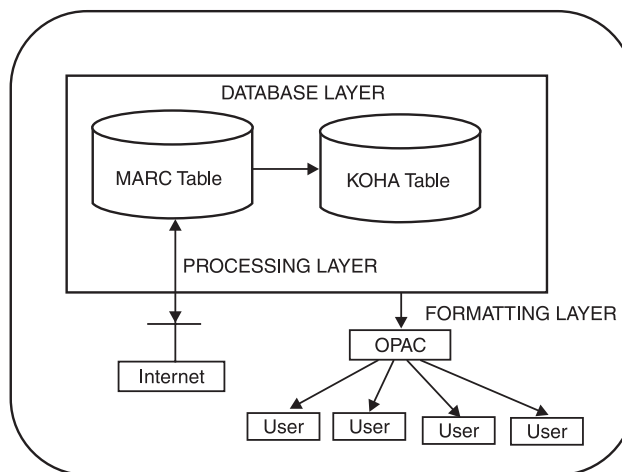 DATABASE LAYER
MARC Table
KOHA Table
PROCESSING LAYER
FORMATTING LAYER
OPAC
Internet
User
User
User
User